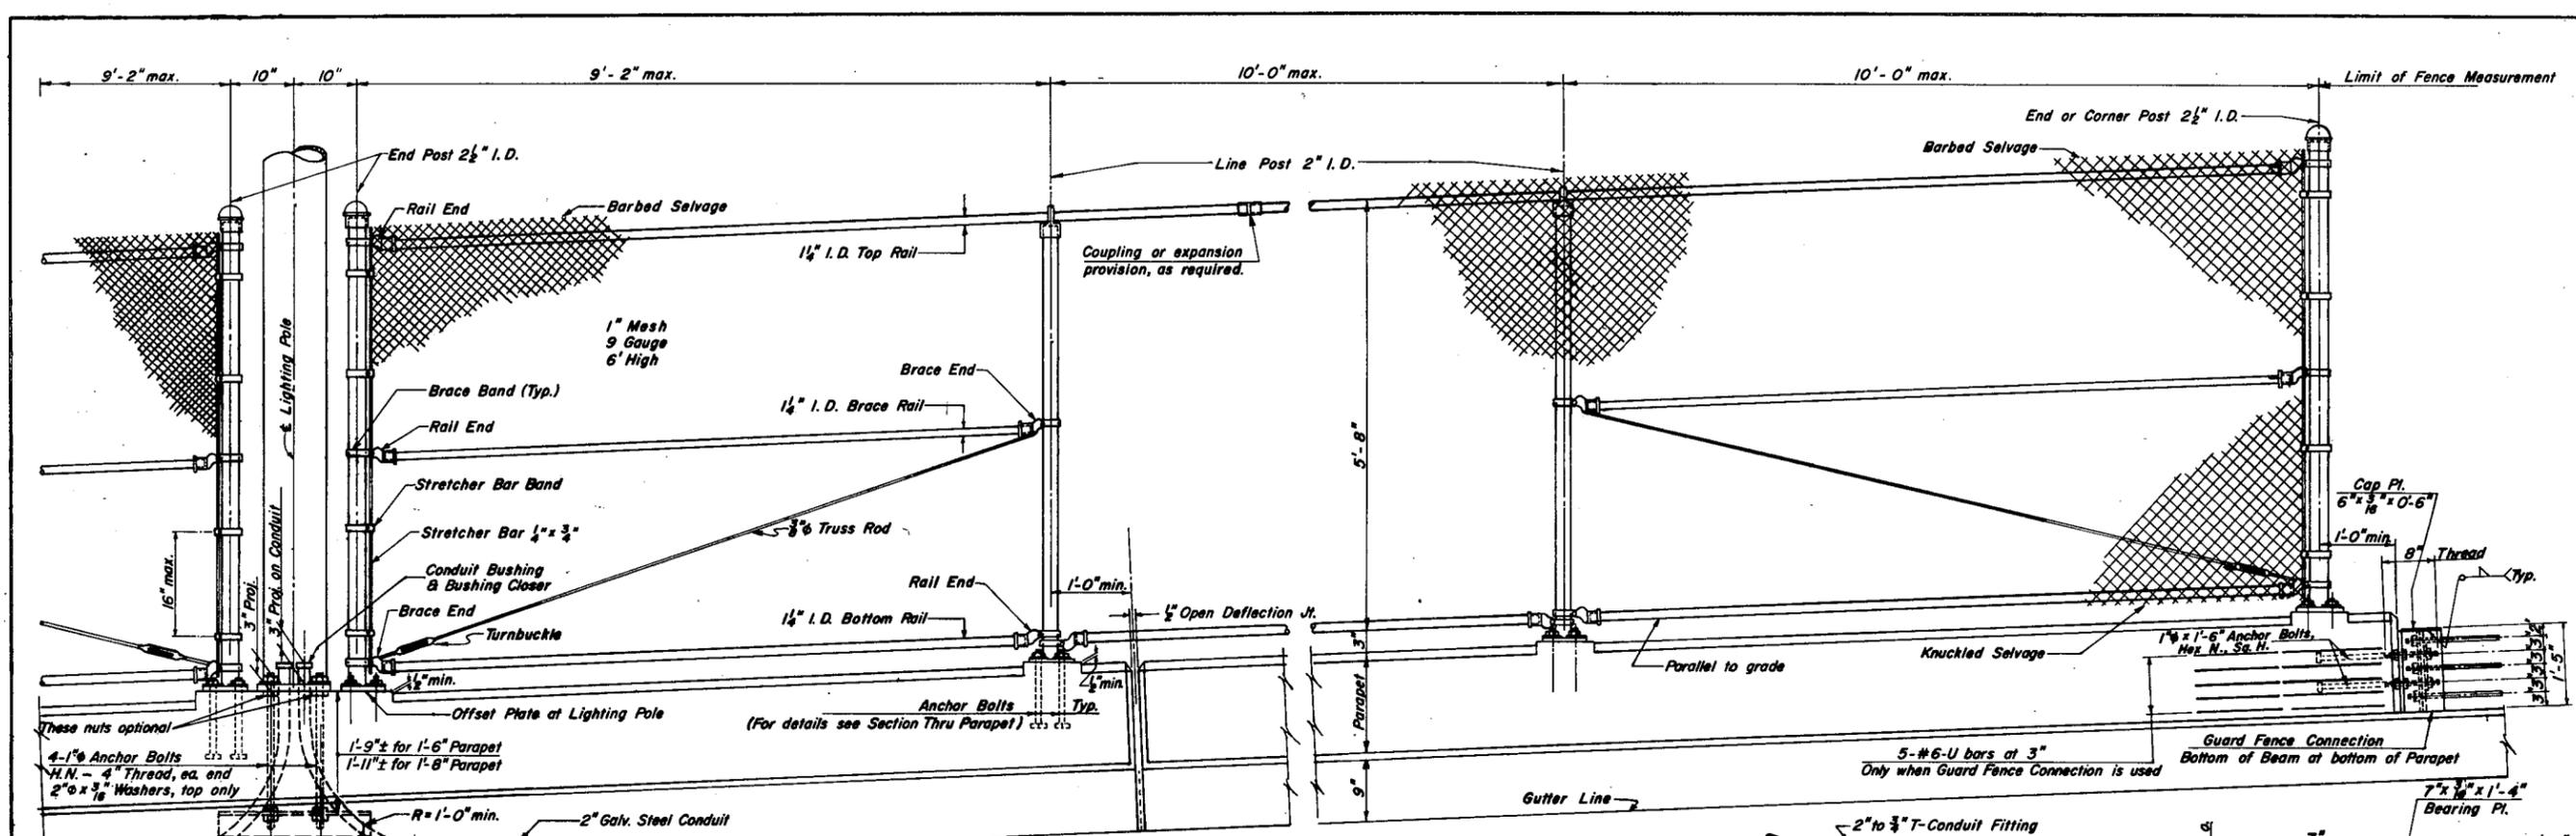 9'-2" max.
10"
10"
9'-2" max.
10'-0" max.
10'-0" max.
Limit of Fence Measurement
End or Corner Post 2½" I.D.
End Post 2½" I.D.
Line Post 2" I.D.
Barbed Selvage
Rail End
Barbed Selvage
1¼" I.D. Top Rail
Coupling or expansion
provision, as required.
℄ Lighting Pole
1" Mesh
9 Gauge
6' High
Brace End
Brace Band (Typ.)
1¼" I.D. Brace Rail
Rail End
5'-8"
Stretcher Bar Band
Cap Pl.
6" x 3/16" x 0'-6"
3/8"φ Truss Rod
Stretcher Bar ¼" x ¾"
1'-0" min.
8" Thread
16" max.
3" Proj.
3" Proj. on Conduit
Conduit Bushing
& Bushing Closer
Rail End
1'-0" min.
Typ.
Brace End
½" Open Deflection Jt.
1¼" I.D. Bottom Rail
Turnbuckle
3"
1"φ x 1'-6" Anchor Bolts,
Hex N., Sq. H.
Knuckled Selvage
Parallel to grade
3" 3" 3" 3"
1'-5"
½" min.
½" min.
Offset Plate at Lighting Pole
Anchor Bolts Typ.
(For details see Section Thru Parapet)
Parapet
These nuts optional
1'-9"± for 1'-6" Parapet
1'-11"± for 1'-8" Parapet
4-1"φ Anchor Bolts
H.N. - 4" Thread, ea. end
2"φ x 3/16" Washers, top only
5-#6-U bars at 3"
Only when Guard Fence Connection is used
Guard Fence Connection
Bottom of Beam at bottom of Parapet
9"
Gutter Line
7" x 3/16" x 1'-4"
Bearing Pl.
R = 1'-0" min.
2" Galv. Steel Conduit
2" to ¾" T-Conduit Fitting